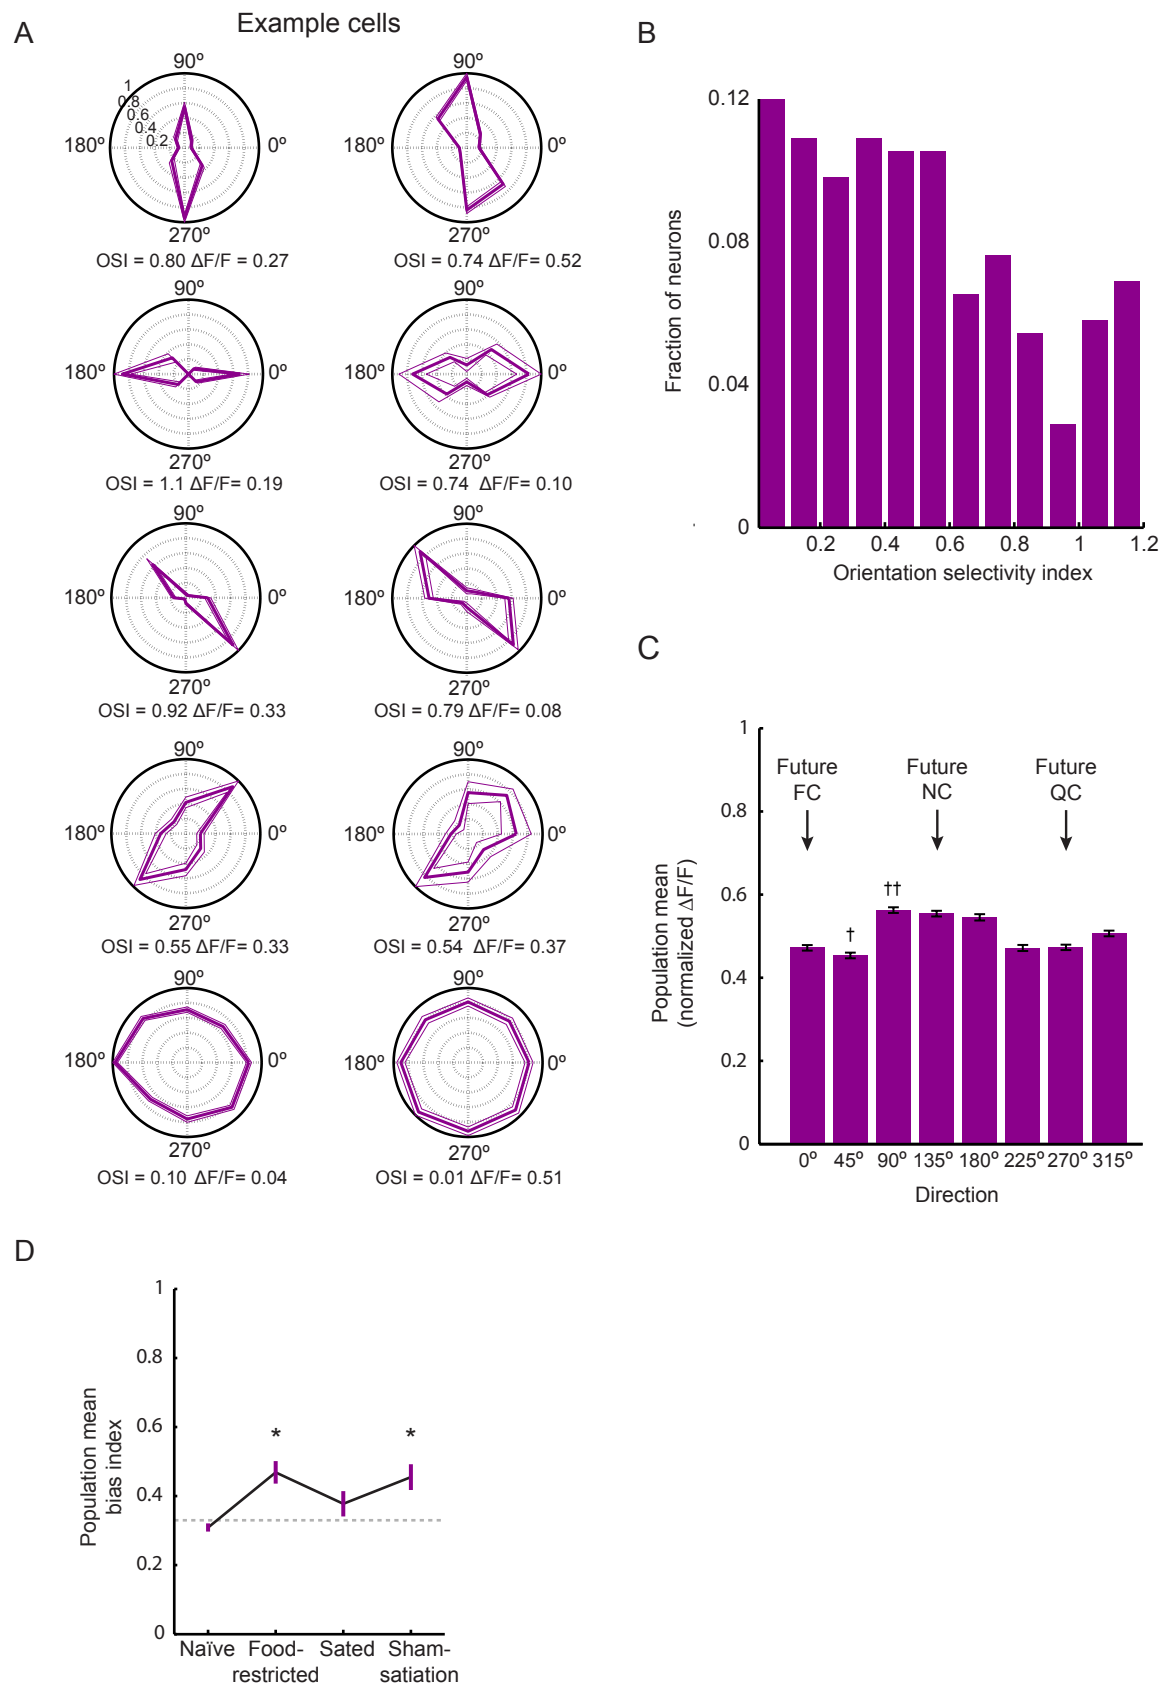 A
Example cells
90º
1
0.8
0.6
0.4
0.2
180º
0º
270º
OSI = 0.80 ΔF/F = 0.27
90º
180º
0º
270º
OSI = 0.74 ΔF/F= 0.52
90º
180º
0º
270º
OSI = 1.1 ΔF/F= 0.19
90º
180º
0º
270º
OSI = 0.74 ΔF/F= 0.10
90º
180º
0º
270º
OSI = 0.92 ΔF/F= 0.33
90º
180º
0º
270º
OSI = 0.79 ΔF/F= 0.08
90º
180º
0º
270º
OSI = 0.55 ΔF/F= 0.33
90º
180º
0º
270º
OSI = 0.54 ΔF/F= 0.37
90º
180º
0º
270º
OSI = 0.10 ΔF/F= 0.04
90º
180º
0º
270º
OSI = 0.01 ΔF/F= 0.51
B
0.12
0.08
0.04
0
Fraction of neurons
0.2 0.4 0.6 0.8 1 1.2
Orientation selectivity index
C
1
0.8
0.6
0.4
0.2
0
Population mean
(normalized ΔF/F)
Future
FC
Future
NC
Future
QC
†
††
0º 45º 90º 135º 180º 225º 270º 315º
Direction
D
1
0.8
0.6
0.4
0.2
0
Population mean
bias index
*
*
Naïve
Food-
restricted
Sated
Sham-
satiation